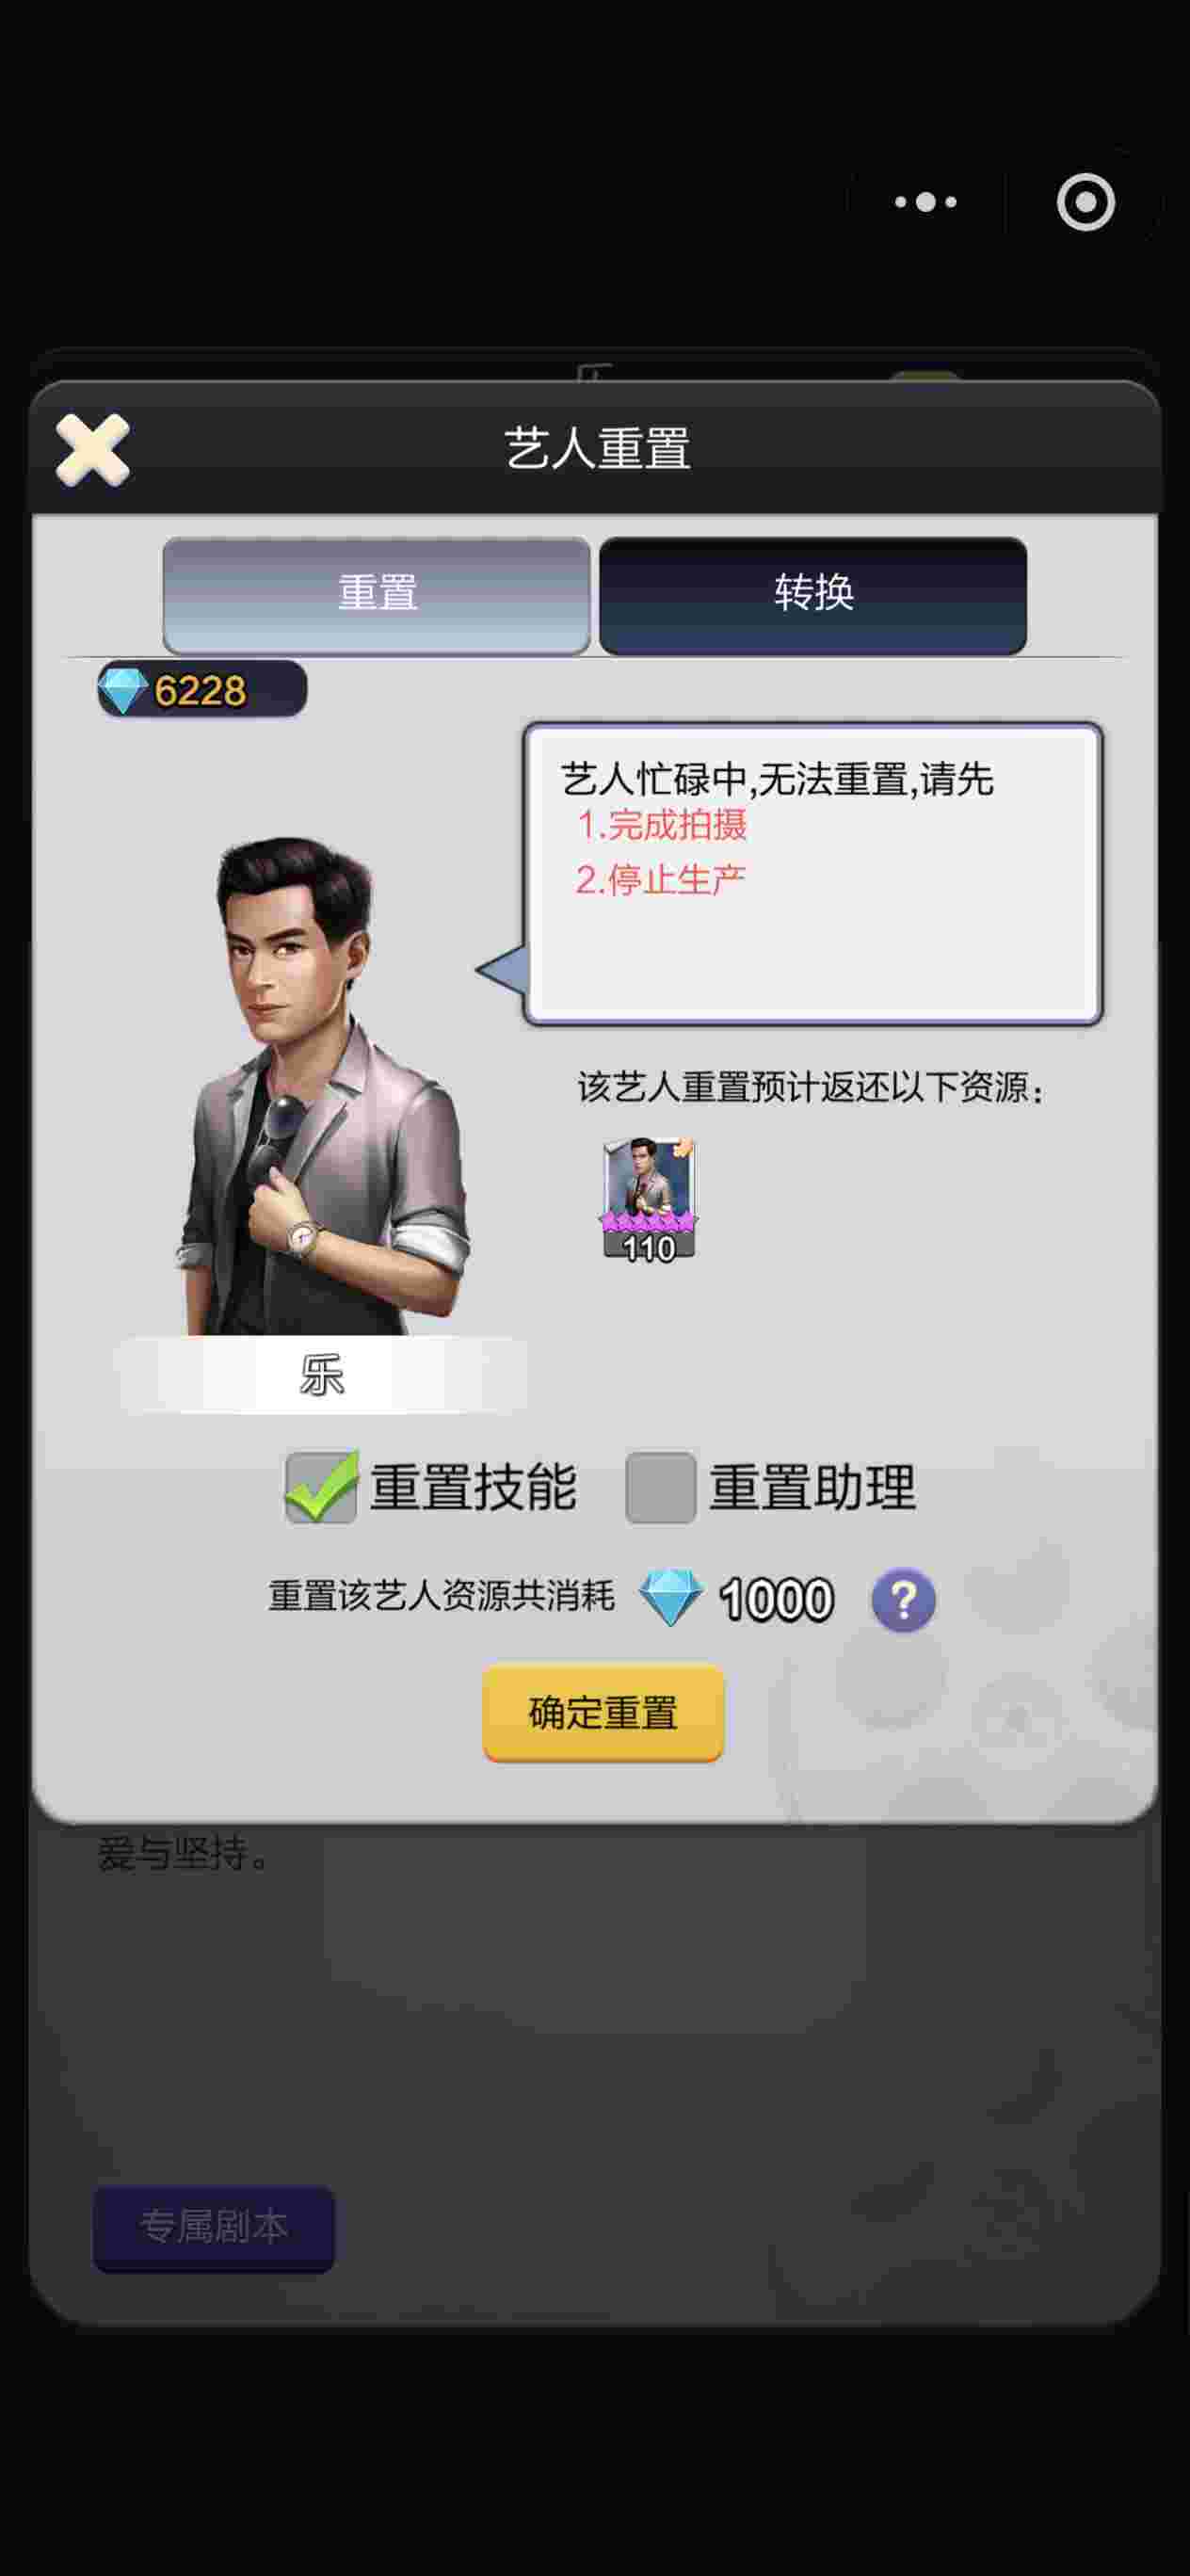 艺人重置
重置
转换
6228
艺人忙碌中,无法重置,请先
1.完成拍摄
2.停止生产
该艺人重置预计返还以下资源：
110
乐
重置技能
重置助理
重置该艺人资源共消耗
1000
?
确定重置
爱与坚持。
专属剧本